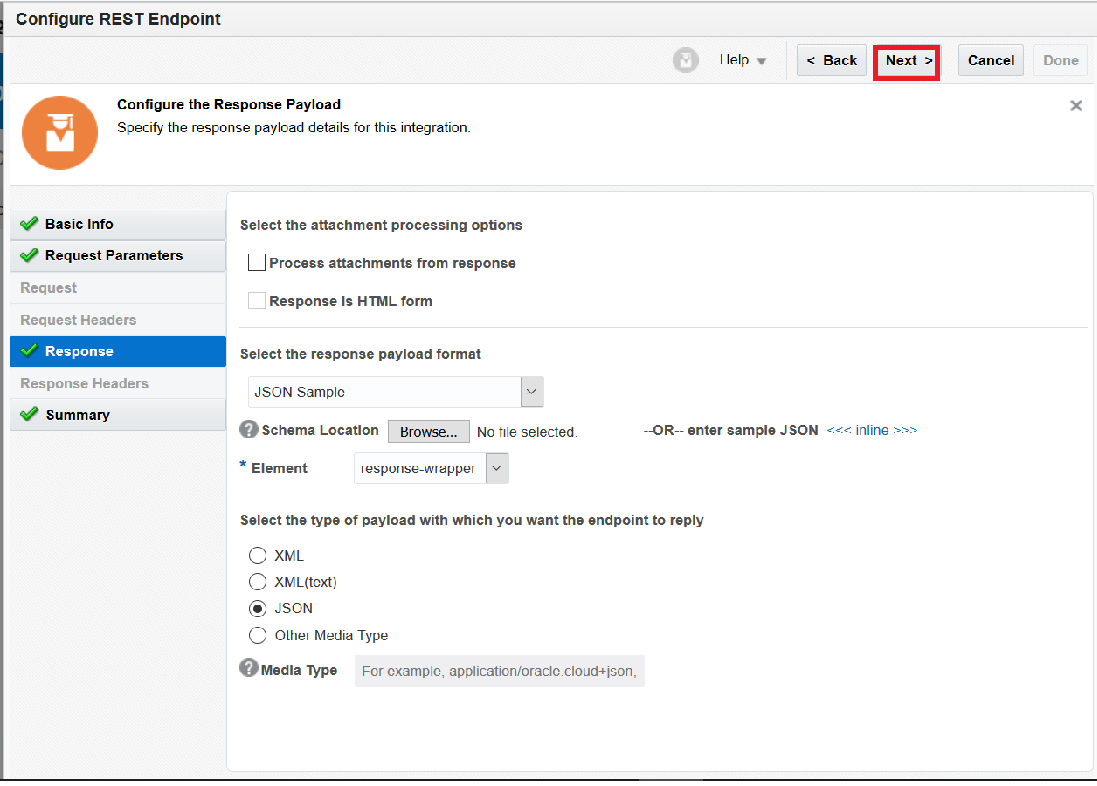 Configure REST Endpoint
Help
< Back
Next >
Cancel
Done
Configure the Response Payload
Specify the response payload details for this integration.
Basic Info
Request Parameters
Request
Request Headers
Response
Response Headers
Summary
Select the attachment processing options
Process attachments from response
Response is HTML form
Select the response payload format
JSON Sample
Schema Location Browse... No file selected. --OR-- enter sample JSON <<< inline >>>
* Element response-wrapper
Select the type of payload with which you want the endpoint to reply
XML
XML(text)
JSON
Other Media Type
Media Type For example, application/oracle.cloud+json,